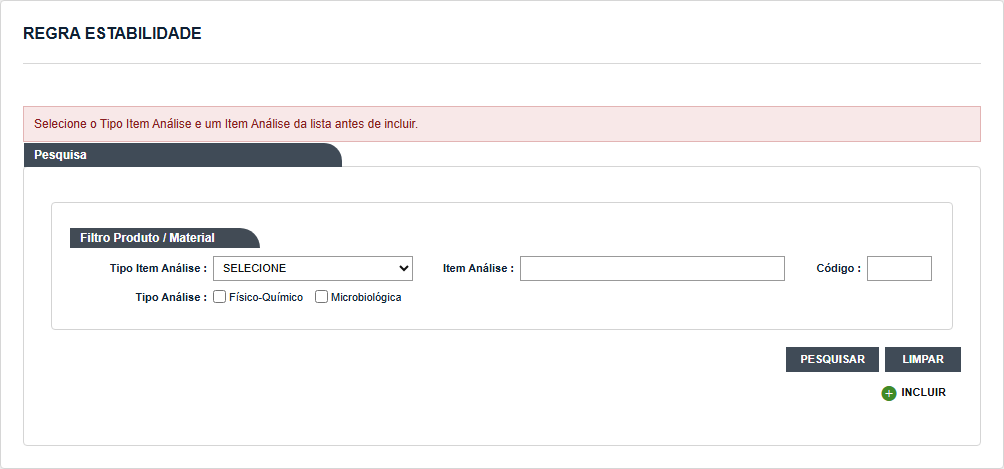 REGRA ESTABILIDADE
Selecione o Tipo Item Análise e um Item Análise da lista antes de incluir.
Pesquisa
Filtro Produto / Material
Tipo Item Análise : SELECIONE Item Análise : Código :
Tipo Análise : Físico-Químico Microbiológica
PESQUISAR LIMPAR
INCLUIR